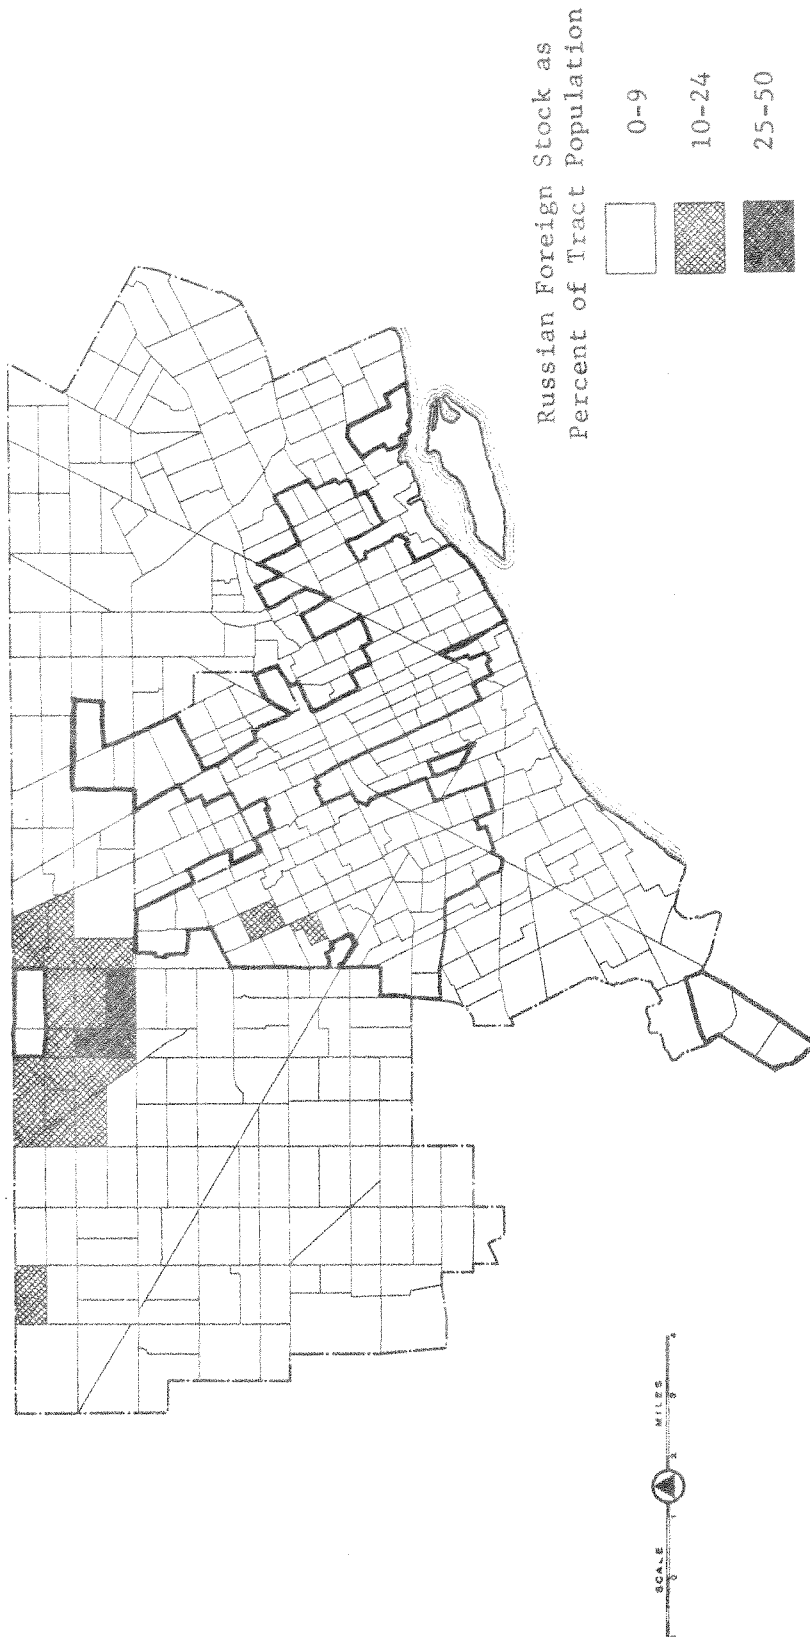 Russian Foreign Stock as
Percent of Tract Population
0-9
10-24
25-50
SCALE
MILES